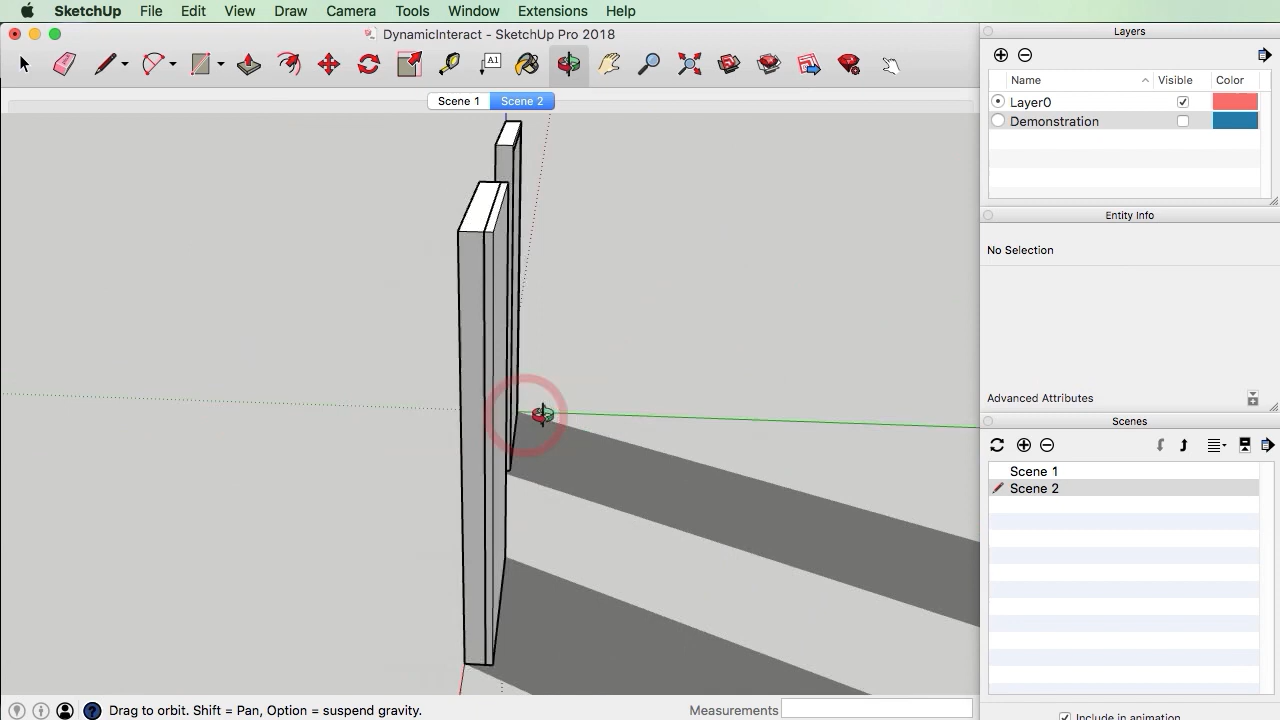 SketchUp File Edit View Draw Camera Tools Window Extensions Help
DynamicInteract - SketchUp Pro 2018
A1
Scene 1 Scene 2
Layers
Name Visible Color
Layer0
Demonstration
Entity Info
No Selection
Advanced Attributes
Scenes
Scene 1
Scene 2
Include in animation
? Drag to orbit. Shift = Pan, Option = suspend gravity. Measurements